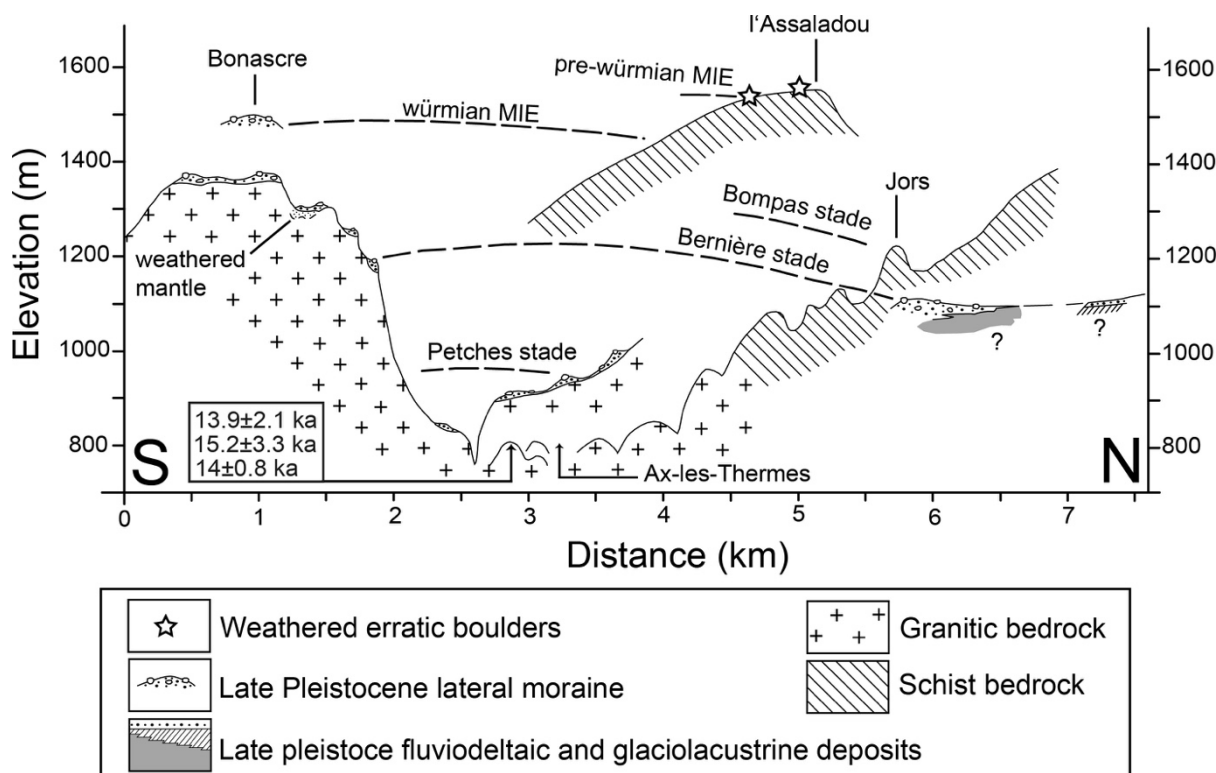 l'Assaladou
Bonascre
pre-würmian MIE
würmian MIE
1600
1400
1200
1000
800
1600
1400
1200
1000
800
Elevation (m)
Jors
Bompas stade
Bernière stade
weathered
mantle
Petches stade
?
?
13.9±2.1 ka
15.2±3.3 ka
14±0.8 ka
S
N
Ax-les-Thermes
0 1 2 3 4 5 6 7
Distance (km)
Weathered erratic boulders
Granitic bedrock
Late Pleistocene lateral moraine
Schist bedrock
Late pleistoce fluviodeltaic and glaciolacustrine deposits